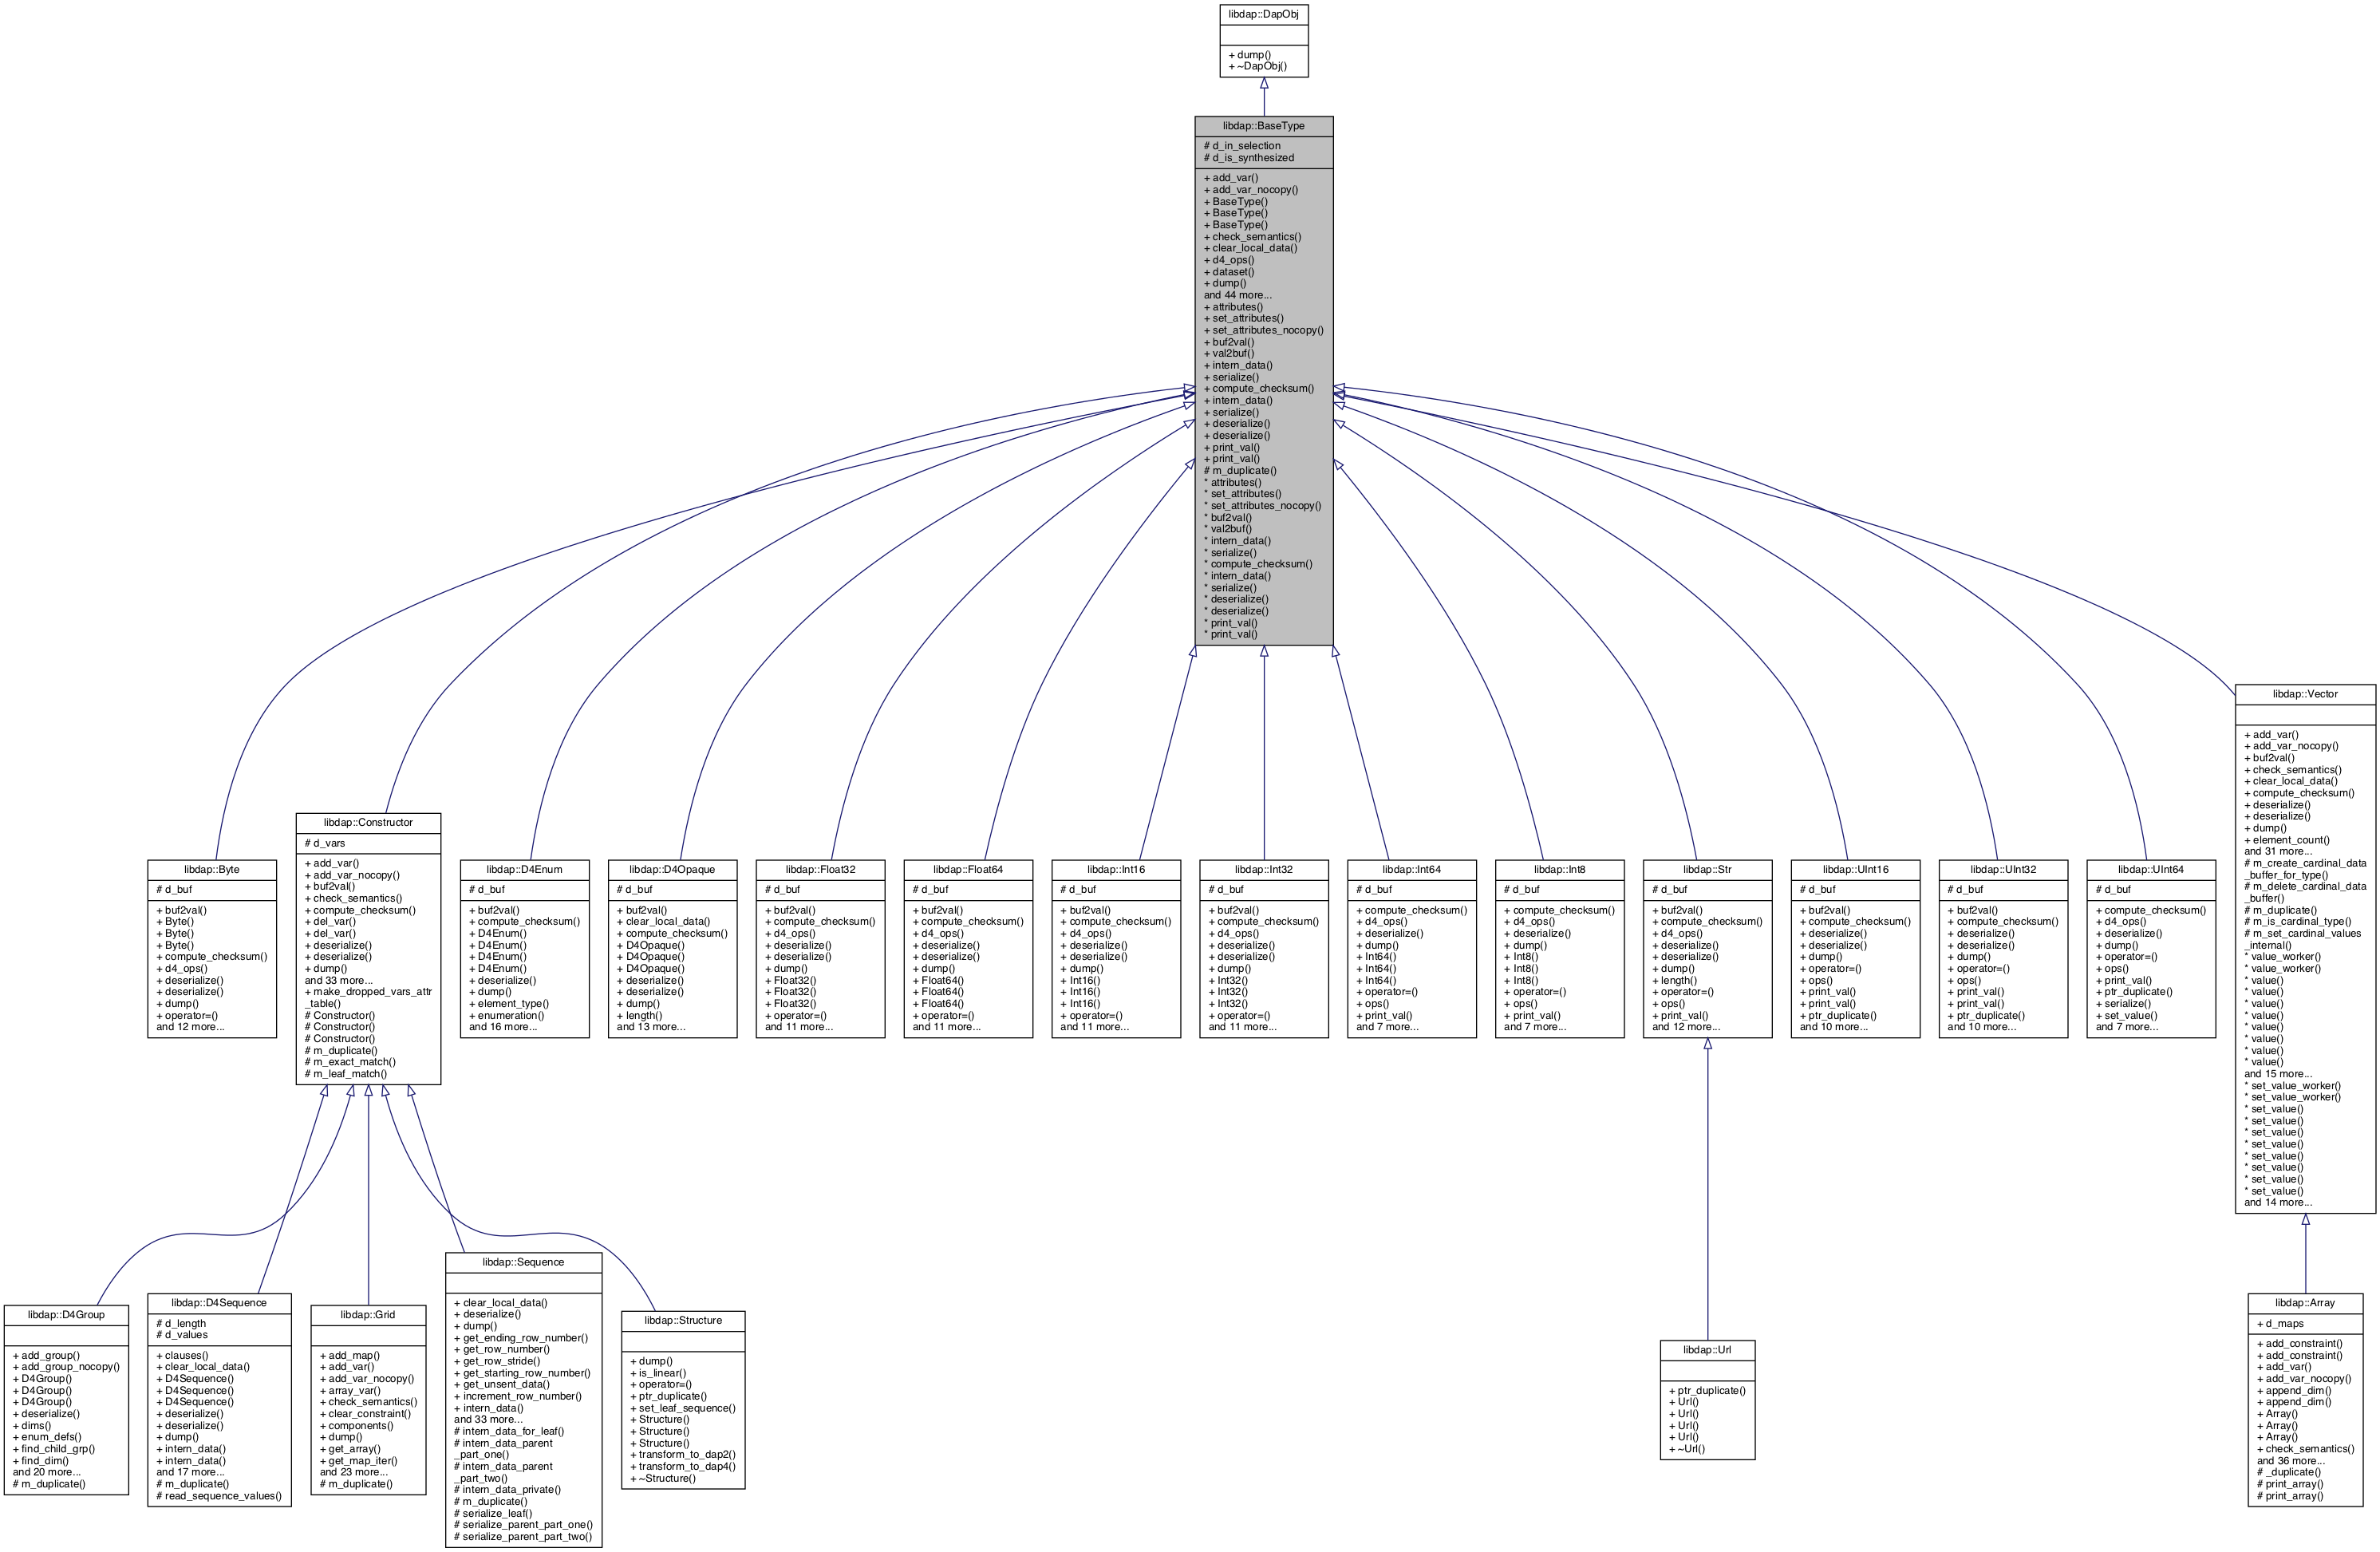 libdap::DapObj
+ dump()
+ ~DapObj()
libdap::BaseType
# d_in_selection
# d_is_synthesized
+ add_var()
+ add_var_nocopy()
+ BaseType()
+ BaseType()
+ BaseType()
+ check_semantics()
+ clear_local_data()
+ d4_ops()
+ dataset()
+ dump()
and 44 more...
+ attributes()
+ set_attributes()
+ set_attributes_nocopy()
+ buf2val()
+ val2buf()
+ intern_data()
+ serialize()
+ compute_checksum()
+ intern_data()
+ serialize()
+ deserialize()
+ deserialize()
+ print_val()
+ print_val()
# m_duplicate()
* attributes()
* set_attributes()
* set_attributes_nocopy()
* buf2val()
* val2buf()
* intern_data()
* serialize()
* compute_checksum()
* intern_data()
* serialize()
* deserialize()
* deserialize()
* print_val()
* print_val()
libdap::Byte
# d_buf
+ buf2val()
+ Byte()
+ Byte()
+ Byte()
+ compute_checksum()
+ d4_ops()
+ deserialize()
+ deserialize()
+ dump()
+ operator=()
and 12 more...
libdap::Constructor
# d_vars
+ add_var()
+ add_var_nocopy()
+ buf2val()
+ check_semantics()
+ compute_checksum()
+ del_var()
+ del_var()
+ deserialize()
+ deserialize()
+ dump()
and 33 more...
+ make_dropped_vars_attr
_table()
# Constructor()
# Constructor()
# Constructor()
# m_duplicate()
# m_exact_match()
# m_leaf_match()
libdap::D4Enum
# d_buf
+ buf2val()
+ compute_checksum()
+ D4Enum()
+ D4Enum()
+ D4Enum()
+ D4Enum()
+ deserialize()
+ dump()
+ element_type()
+ enumeration()
and 16 more...
libdap::D4Opaque
# d_buf
+ buf2val()
+ clear_local_data()
+ compute_checksum()
+ D4Opaque()
+ D4Opaque()
+ D4Opaque()
+ deserialize()
+ deserialize()
+ dump()
+ length()
and 13 more...
libdap::Float32
# d_buf
+ buf2val()
+ compute_checksum()
+ d4_ops()
+ deserialize()
+ deserialize()
+ dump()
+ Float32()
+ Float32()
+ Float32()
+ operator=()
and 11 more...
libdap::Float64
# d_buf
+ buf2val()
+ compute_checksum()
+ d4_ops()
+ deserialize()
+ deserialize()
+ dump()
+ Float64()
+ Float64()
+ Float64()
+ operator=()
and 11 more...
libdap::Int16
# d_buf
+ buf2val()
+ compute_checksum()
+ d4_ops()
+ deserialize()
+ deserialize()
+ dump()
+ Int16()
+ Int16()
+ Int16()
+ operator=()
and 11 more...
libdap::Int32
# d_buf
+ buf2val()
+ compute_checksum()
+ d4_ops()
+ deserialize()
+ deserialize()
+ dump()
+ Int32()
+ Int32()
+ Int32()
+ operator=()
and 11 more...
libdap::Int64
# d_buf
+ compute_checksum()
+ d4_ops()
+ deserialize()
+ dump()
+ Int64()
+ Int64()
+ Int64()
+ operator=()
+ ops()
+ print_val()
and 7 more...
libdap::Int8
# d_buf
+ compute_checksum()
+ d4_ops()
+ deserialize()
+ dump()
+ Int8()
+ Int8()
+ Int8()
+ operator=()
+ ops()
+ print_val()
and 7 more...
libdap::Str
# d_buf
+ buf2val()
+ compute_checksum()
+ d4_ops()
+ deserialize()
+ deserialize()
+ dump()
+ length()
+ operator=()
+ ops()
+ print_val()
and 12 more...
libdap::UInt16
# d_buf
+ buf2val()
+ compute_checksum()
+ deserialize()
+ deserialize()
+ dump()
+ operator=()
+ ops()
+ print_val()
+ print_val()
+ ptr_duplicate()
and 10 more...
libdap::UInt32
# d_buf
+ buf2val()
+ compute_checksum()
+ deserialize()
+ deserialize()
+ dump()
+ operator=()
+ ops()
+ print_val()
+ print_val()
+ ptr_duplicate()
and 10 more...
libdap::UInt64
# d_buf
+ compute_checksum()
+ d4_ops()
+ deserialize()
+ dump()
+ operator=()
+ ops()
+ print_val()
+ ptr_duplicate()
+ serialize()
+ set_value()
and 7 more...
libdap::Vector
+ add_var()
+ add_var_nocopy()
+ buf2val()
+ check_semantics()
+ clear_local_data()
+ compute_checksum()
+ deserialize()
+ deserialize()
+ dump()
+ element_count()
and 31 more...
# m_create_cardinal_data
_buffer_for_type()
# m_delete_cardinal_data
_buffer()
# m_duplicate()
# m_is_cardinal_type()
# m_set_cardinal_values
_internal()
* value_worker()
* value_worker()
* value()
* value()
* value()
* value()
* value()
* value()
* value()
* value()
and 15 more...
* set_value_worker()
* set_value_worker()
* set_value()
* set_value()
* set_value()
* set_value()
* set_value()
* set_value()
* set_value()
* set_value()
and 14 more...
libdap::D4Group
+ add_group()
+ add_group_nocopy()
+ D4Group()
+ D4Group()
+ D4Group()
+ deserialize()
+ dims()
+ enum_defs()
+ find_child_grp()
+ find_dim()
and 20 more...
# m_duplicate()
libdap::D4Sequence
# d_length
# d_values
+ clauses()
+ clear_local_data()
+ D4Sequence()
+ D4Sequence()
+ D4Sequence()
+ deserialize()
+ deserialize()
+ dump()
+ intern_data()
+ intern_data()
and 17 more...
# m_duplicate()
# read_sequence_values()
libdap::Grid
+ add_map()
+ add_var()
+ add_var_nocopy()
+ array_var()
+ check_semantics()
+ clear_constraint()
+ components()
+ dump()
+ get_array()
+ get_map_iter()
and 23 more...
# m_duplicate()
libdap::Sequence
+ clear_local_data()
+ deserialize()
+ dump()
+ get_ending_row_number()
+ get_row_number()
+ get_row_stride()
+ get_starting_row_number()
+ get_unsent_data()
+ increment_row_number()
+ intern_data()
and 33 more...
# intern_data_for_leaf()
# intern_data_parent
_part_one()
# intern_data_parent
_part_two()
# intern_data_private()
# m_duplicate()
# serialize_leaf()
# serialize_parent_part_one()
# serialize_parent_part_two()
libdap::Structure
+ dump()
+ is_linear()
+ operator=()
+ ptr_duplicate()
+ set_leaf_sequence()
+ Structure()
+ Structure()
+ Structure()
+ transform_to_dap2()
+ transform_to_dap4()
+ ~Structure()
libdap::Url
+ ptr_duplicate()
+ Url()
+ Url()
+ Url()
+ Url()
+ ~Url()
libdap::Array
+ d_maps
+ add_constraint()
+ add_constraint()
+ add_var()
+ add_var_nocopy()
+ append_dim()
+ append_dim()
+ Array()
+ Array()
+ Array()
+ check_semantics()
and 36 more...
# _duplicate()
# print_array()
# print_array()